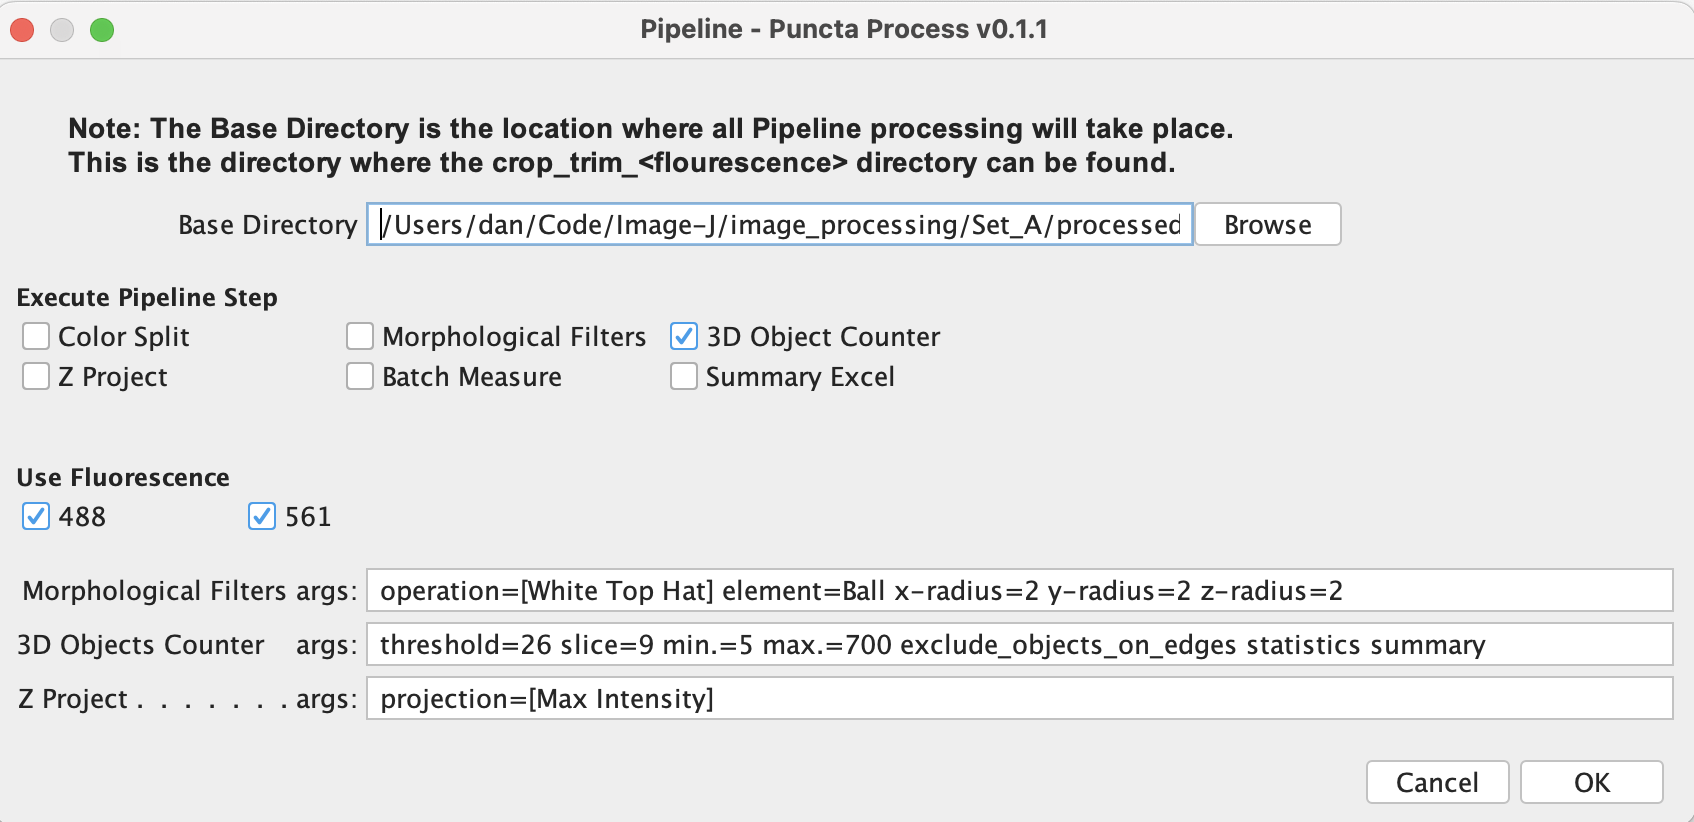 Pipeline - Puncta Process v0.1.1
Note: The Base Directory is the location where all Pipeline processing will take place.
This is the directory where the crop_trim_<flourescence> directory can be found.
Base Directory /Users/dan/Code/Image-J/image_processing/Set_A/processed Browse
Execute Pipeline Step
Color Split Morphological Filters 3D Object Counter
Z Project Batch Measure Summary Excel
Use Fluorescence
488 561
Morphological Filters args: operation=[White Top Hat] element=Ball x-radius=2 y-radius=2 z-radius=2
3D Objects Counter args: threshold=26 slice=9 min.=5 max.=700 exclude_objects_on_edges statistics summary
Z Project . . . . . . . args: projection=[Max Intensity]
Cancel OK